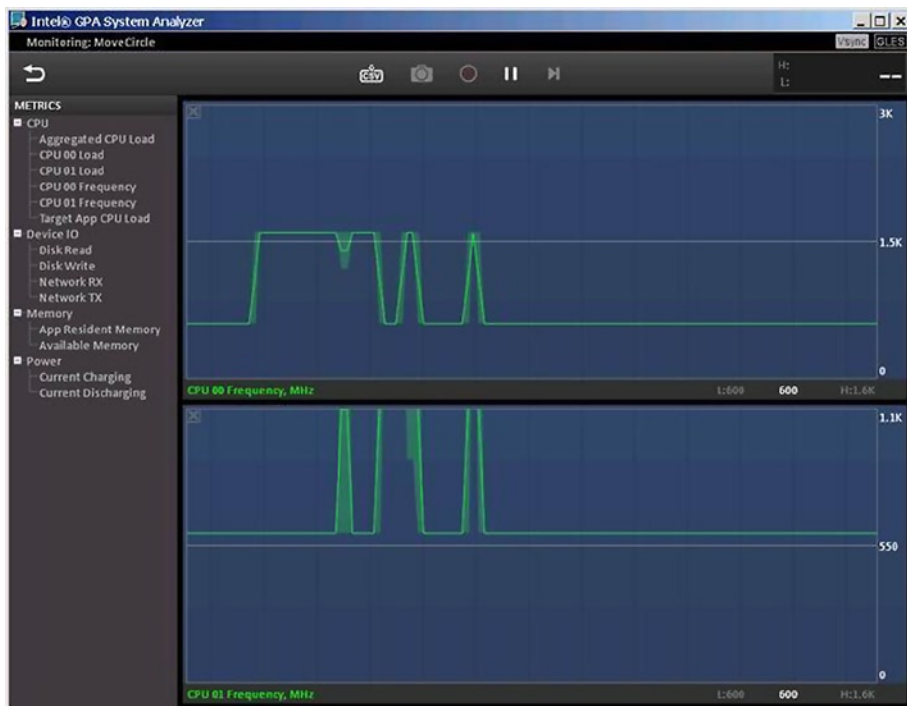 Intel® GPA System Analyzer
Monitoring: MoveCircle
Vsync GLES
CSV
H:
L:
--
METRICS
CPU
Aggregated CPU Load
CPU 00 Load
CPU 01 Load
CPU 00 Frequency
CPU 01 Frequency
Target App CPU Load
Device IO
Disk Read
Disk Write
Network RX
Network TX
Memory
App Resident Memory
Available Memory
Power
Current Charging
Current Discharging
3K
1.5K
0
CPU 00 Frequency, MHz L:600 600 H:1.6K
1.1K
550
0
CPU 01 Frequency, MHz L:600 600 H:1.6K